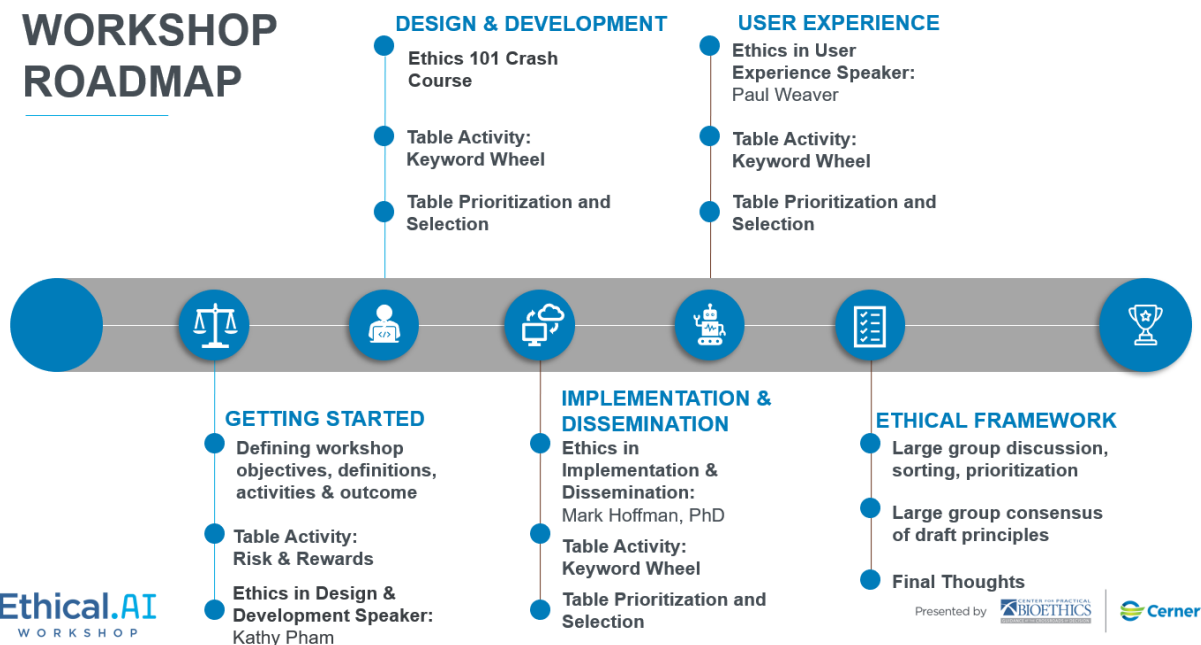 WORKSHOP
ROADMAP
DESIGN & DEVELOPMENT
Ethics 101 Crash
Course
Table Activity:
Keyword Wheel
Table Prioritization and
Selection
USER EXPERIENCE
Ethics in User
Experience Speaker:
Paul Weaver
Table Activity:
Keyword Wheel
Table Prioritization and
Selection
</>
GETTING STARTED
Defining workshop
objectives, definitions,
activities & outcome
Table Activity:
Risk & Rewards
Ethics in Design &
Development Speaker:
Kathy Pham
IMPLEMENTATION &
DISSEMINATION
Ethics in
Implementation &
Dissemination:
Mark Hoffman, PhD
Table Activity:
Keyword Wheel
Table Prioritization and
Selection
ETHICAL FRAMEWORK
Large group discussion,
sorting, prioritization
Large group consensus
of draft principles
Final Thoughts
Ethical.AI
WORKSHOP
Presented by
CENTER FOR PRACTICAL
BIOETHICS
Cerner